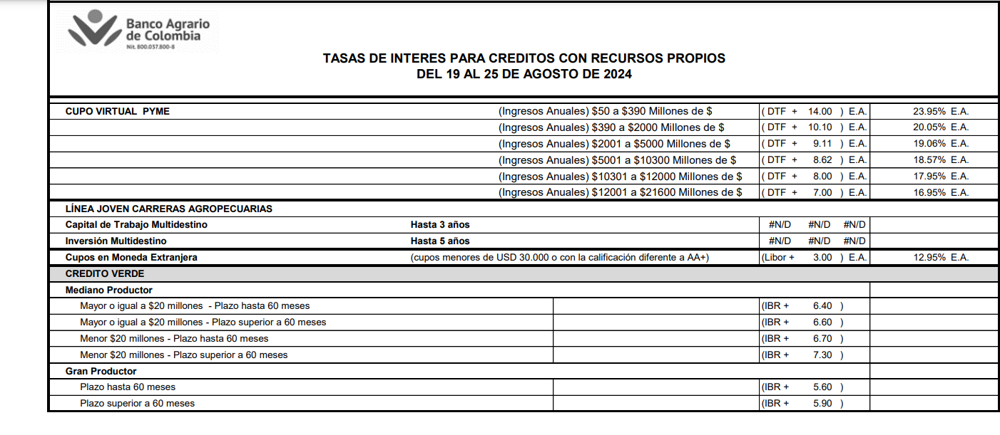 Banco Agrario
de Colombia
Nit. 800.037.800-8
TASAS DE INTERES PARA CREDITOS CON RECURSOS PROPIOS
DEL 19 AL 25 DE AGOSTO DE 2024
CUPO VIRTUAL PYME (Ingresos Anuales) $50 a $390 Millones de $ ( DTF + 14.00 ) E.A. 23.95% E.A.
(Ingresos Anuales) $390 a $2000 Millones de $ ( DTF + 10.10 ) E.A. 20.05% E.A.
(Ingresos Anuales) $2001 a $5000 Millones de $ ( DTF + 9.11 ) E.A. 19.06% E.A.
(Ingresos Anuales) $5001 a $10300 Millones de $ ( DTF + 8.62 ) E.A. 18.57% E.A.
(Ingresos Anuales) $10301 a $12000 Millones de $ ( DTF + 8.00 ) E.A. 17.95% E.A.
(Ingresos Anuales) $12001 a $21600 Millones de $ ( DTF + 7.00 ) E.A. 16.95% E.A.
LÍNEA JOVEN CARRERAS AGROPECUARIAS
Capital de Trabajo Multidestino Hasta 3 años #N/D #N/D #N/D
Inversión Multidestino Hasta 5 años #N/D #N/D #N/D
Cupos en Moneda Extranjera (cupos menores de USD 30.000 o con la calificación diferente a AA+) (Libor + 3.00 ) E.A. 12.95% E.A.
CREDITO VERDE
Mediano Productor
Mayor o igual a $20 millones - Plazo hasta 60 meses (IBR + 6.40 )
Mayor o igual a $20 millones - Plazo superior a 60 meses (IBR + 6.60 )
Menor $20 millones - Plazo hasta 60 meses (IBR + 6.70 )
Menor $20 millones - Plazo superior a 60 meses (IBR + 7.30 )
Gran Productor
Plazo hasta 60 meses (IBR + 5.60 )
Plazo superior a 60 meses (IBR + 5.90 )